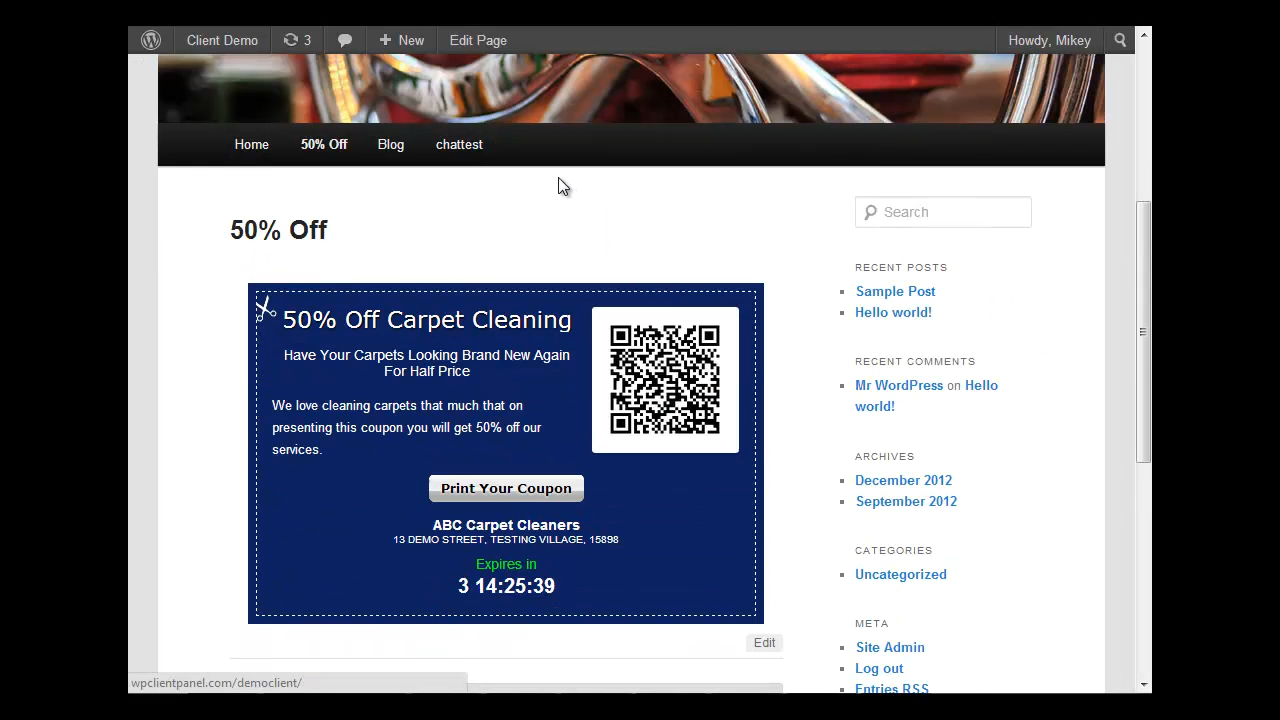 Client Demo 3 New Edit Page Howdy, Mikey
Home 50% Off Blog chattest
50% Off
50% Off Carpet Cleaning
Have Your Carpets Looking Brand New Again
For Half Price
We love cleaning carpets that much that on
presenting this coupon you will get 50% off our
services.
Print Your Coupon
ABC Carpet Cleaners
13 DEMO STREET, TESTING VILLAGE, 15898
Expires in
3 14:25:39
Edit
Search
RECENT POSTS
Sample Post
Hello world!
RECENT COMMENTS
Mr WordPress on Hello
world!
ARCHIVES
December 2012
September 2012
CATEGORIES
Uncategorized
META
Site Admin
Log out
Entries RSS
wpclientpanel.com/democlient/